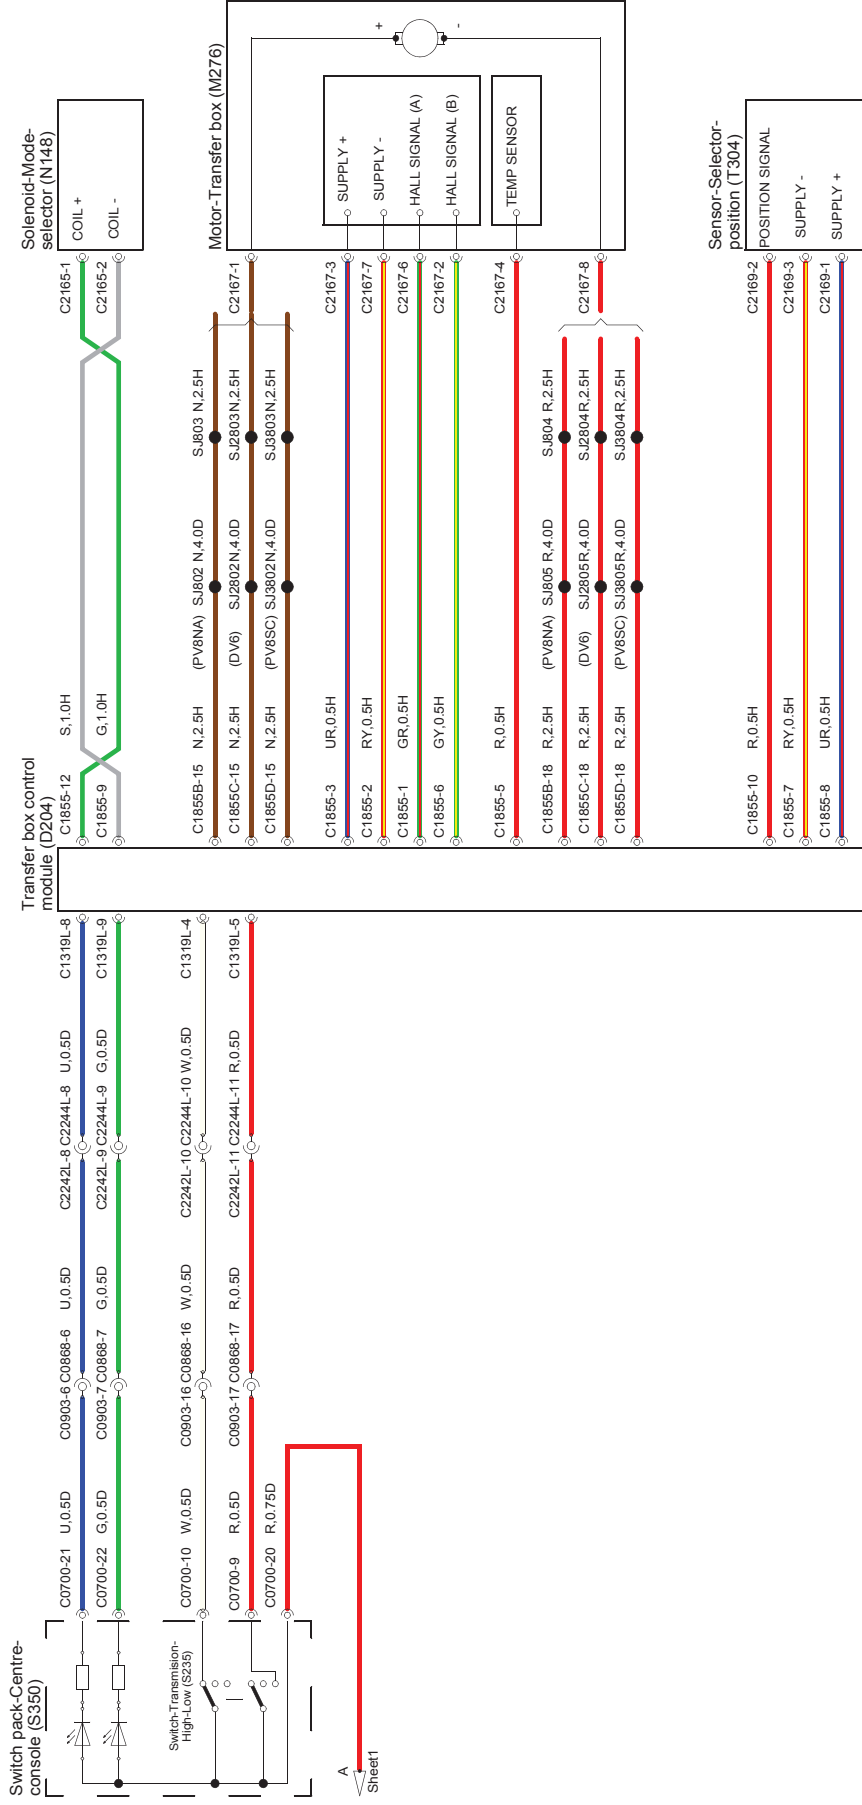 Solenoid-Mode-
selector (N148)
COIL +
COIL -
C2165-1
C2165-2
S,1.0H
G,1.0H
C1855-12
C1855-9
Motor-Transfer box (M276)
+
-
SUPPLY +
SUPPLY -
HALL SIGNAL (A)
HALL SIGNAL (B)
TEMP SENSOR
C2167-1
C2167-3
C2167-7
C2167-6
C2167-2
C2167-4
C2167-8
SJ803 N,2.5H
SJ2803 N,2.5H
SJ3803 N,2.5H
(PV8NA) SJ802 N,4.0D
(DV6) SJ2802 N,4.0D
(PV8SC) SJ3802 N,4.0D
C1855B-15 N,2.5H
C1855C-15 N,2.5H
C1855D-15 N,2.5H
C1855-3 UR,0.5H
C1855-2 RY,0.5H
C1855-1 GR,0.5H
C1855-6 GY,0.5H
C1855-5 R,0.5H
SJ804 R,2.5H
SJ2804 R,2.5H
SJ3804 R,2.5H
(PV8NA) SJ805 R,4.0D
(DV6) SJ2805 R,4.0D
(PV8SC) SJ3805 R,4.0D
C1855B-18 R,2.5H
C1855C-18 R,2.5H
C1855D-18 R,2.5H
Sensor-Selector-
position (T304)
POSITION SIGNAL
SUPPLY -
SUPPLY +
C2169-2
C2169-3
C2169-1
C1855-10 R,0.5H
C1855-7 RY,0.5H
C1855-8 UR,0.5H
Transfer box control
module (D204)
C1319L-8
C1319L-9
C1319L-4
C1319L-5
C2242L-8 C2244L-8 U,0.5D
C2242L-9 C2244L-9 G,0.5D
C2242L-10 C2244L-10 W,0.5D
C2242L-11 C2244L-11 R,0.5D
C0903-6 C0868-6 U,0.5D
C0903-7 C0868-7 G,0.5D
C0903-16 C0868-16 W,0.5D
C0903-17 C0868-17 R,0.5D
C0700-21 U,0.5D
C0700-22 G,0.5D
C0700-10 W,0.5D
C0700-9 R,0.5D
C0700-20 R,0.75D
Switch pack-Centre-
console (S350)
Switch-Transmision-
High-Low (S235)
A
Sheet1